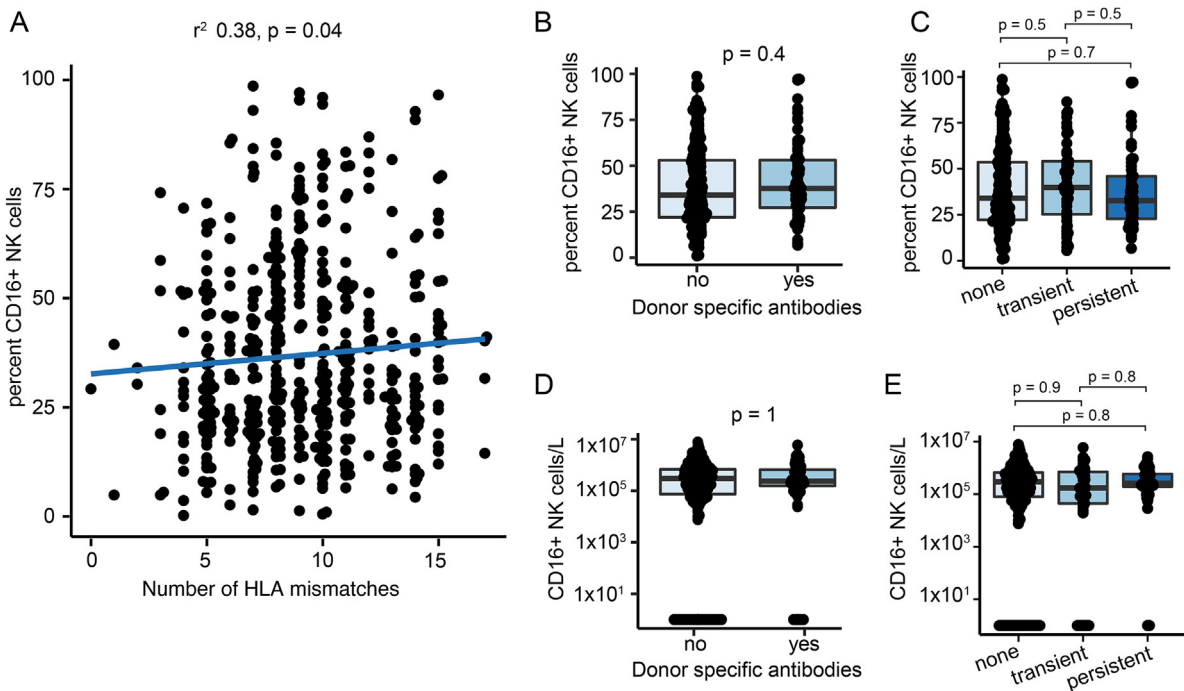 A
r² 0.38, p = 0.04
percent CD16+ NK cells
100
75
50
25
0
0 5 10 15
Number of HLA mismatches
B
p = 0.4
percent CD16+ NK cells
100
75
50
25
0
no yes
Donor specific antibodies
C
p = 0.5
p = 0.5
p = 0.7
percent CD16+ NK cells
100
75
50
25
0
none transient persistent
D
p = 1
CD16+ NK cells/L
1x10⁷
1x10⁵
1x10³
1x10¹
no yes
Donor specific antibodies
E
p = 0.8
p = 0.9
p = 0.8
CD16+ NK cells/L
1x10⁷
1x10⁵
1x10³
1x10¹
none transient persistent